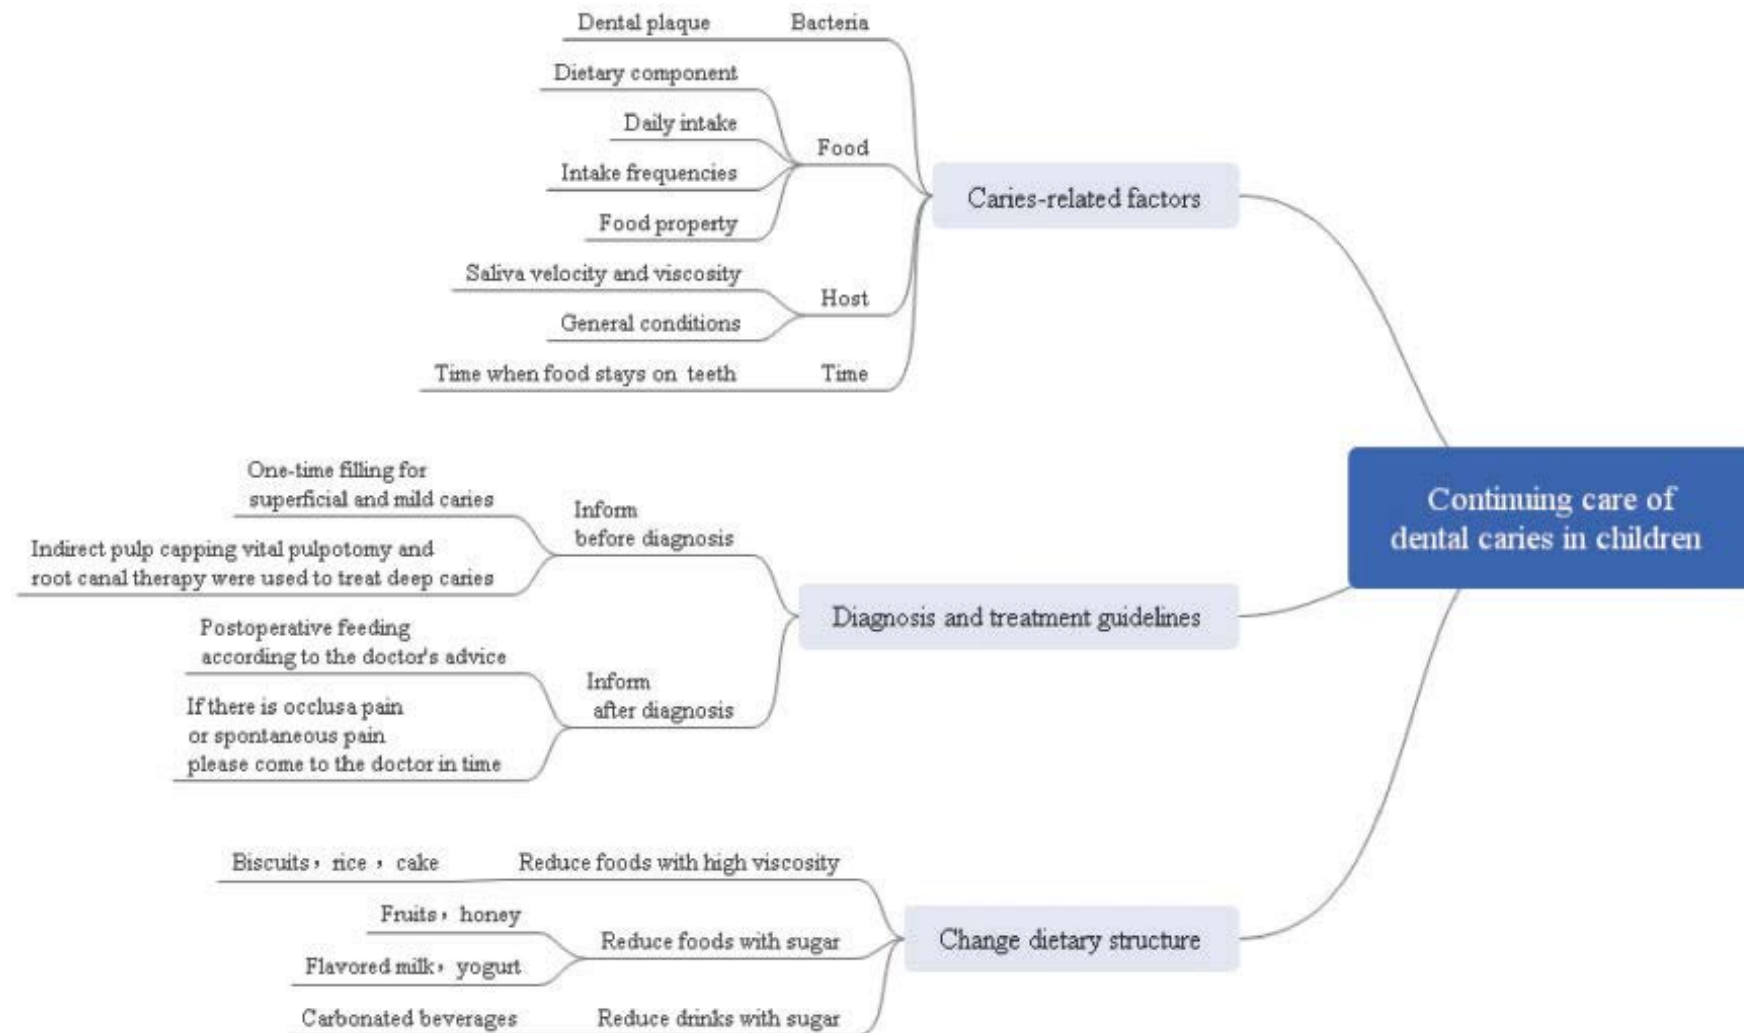 Dental plaque
Bacteria
Dietary component
Daily intake
Food
Intake frequencies
Food property
Caries-related factors
Saliva velocity and viscosity
Host
General conditions
Time when food stays on teeth
Time
One-time filling for
superficial and mild caries
Inform
before diagnosis
Indirect pulp capping vital pulpotomy and
root canal therapy were used to treat deep caries
Continuing care of
dental caries in children
Diagnosis and treatment guidelines
Postoperative feeding
according to the doctor's advice
Inform
after diagnosis
If there is occlusa pain
or spontaneous pain
please come to the doctor in time
Biscuits，rice ，cake
Reduce foods with high viscosity
Fruits，honey
Reduce foods with sugar
Change dietary structure
Flavored milk，yogurt
Carbonated beverages
Reduce drinks with sugar